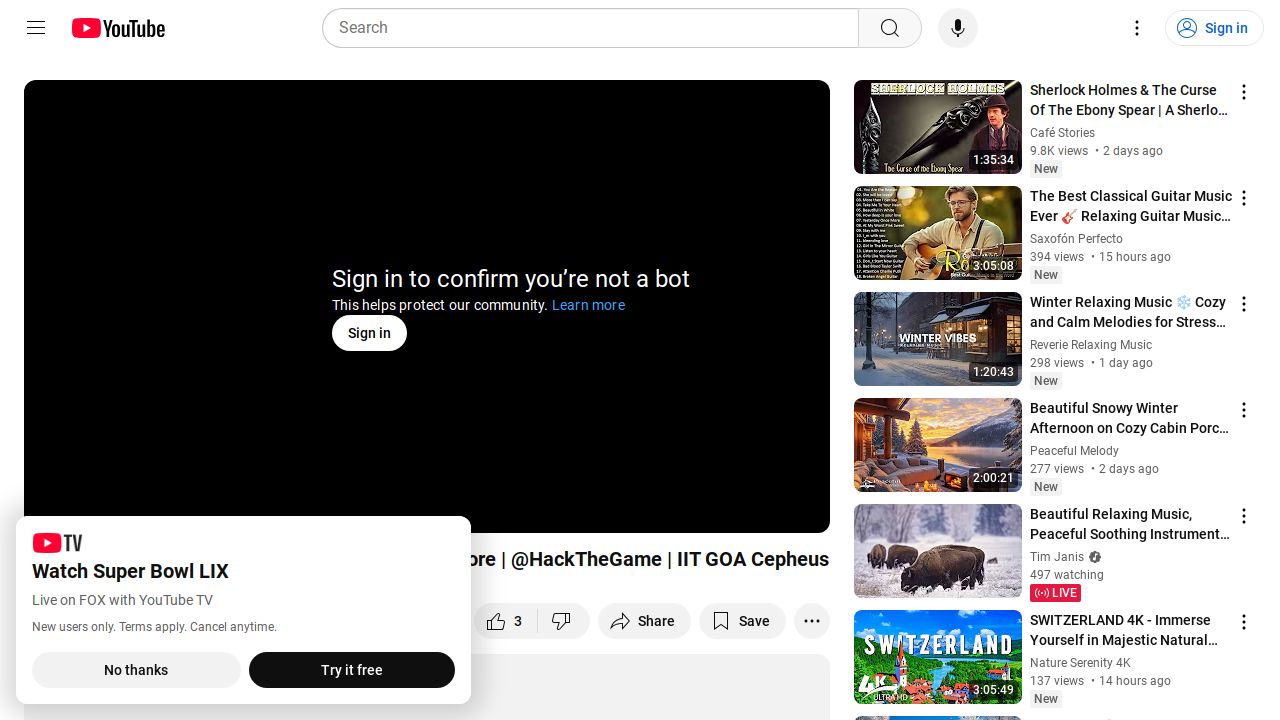 YouTube
Search
Sign in
Sign in to confirm you’re not a bot
This helps protect our community. Learn more
Sign in
ore | @HackTheGame | IIT GOA Cepheus
3
Share
Save
TV
Watch Super Bowl LIX
Live on FOX with YouTube TV
New users only. Terms apply. Cancel anytime.
No thanks
Try it free
SHERLOCK HOLMES
The Curse of the Ebony Spear
1:35:34
Sherlock Holmes & The Curse
Of The Ebony Spear | A Sherlo...
Café Stories
9.8K views • 2 days ago
New
3:05:08
The Best Classical Guitar Music
Ever 🎸 Relaxing Guitar Music...
Saxofón Perfecto
394 views • 15 hours ago
New
WINTER VIBES
RELAXING MUSIC
1:20:43
Winter Relaxing Music ❄️ Cozy
and Calm Melodies for Stress...
Reverie Relaxing Music
298 views • 1 day ago
New
2:00:21
Beautiful Snowy Winter
Afternoon on Cozy Cabin Porc...
Peaceful Melody
277 views • 2 days ago
New
Beautiful Relaxing Music,
Peaceful Soothing Instrument...
Tim Janis
497 watching
LIVE
SWITZERLAND
4K
ULTRA HD
3:05:49
SWITZERLAND 4K - Immerse
Yourself in Majestic Natural...
Nature Serenity 4K
137 views • 14 hours ago
New